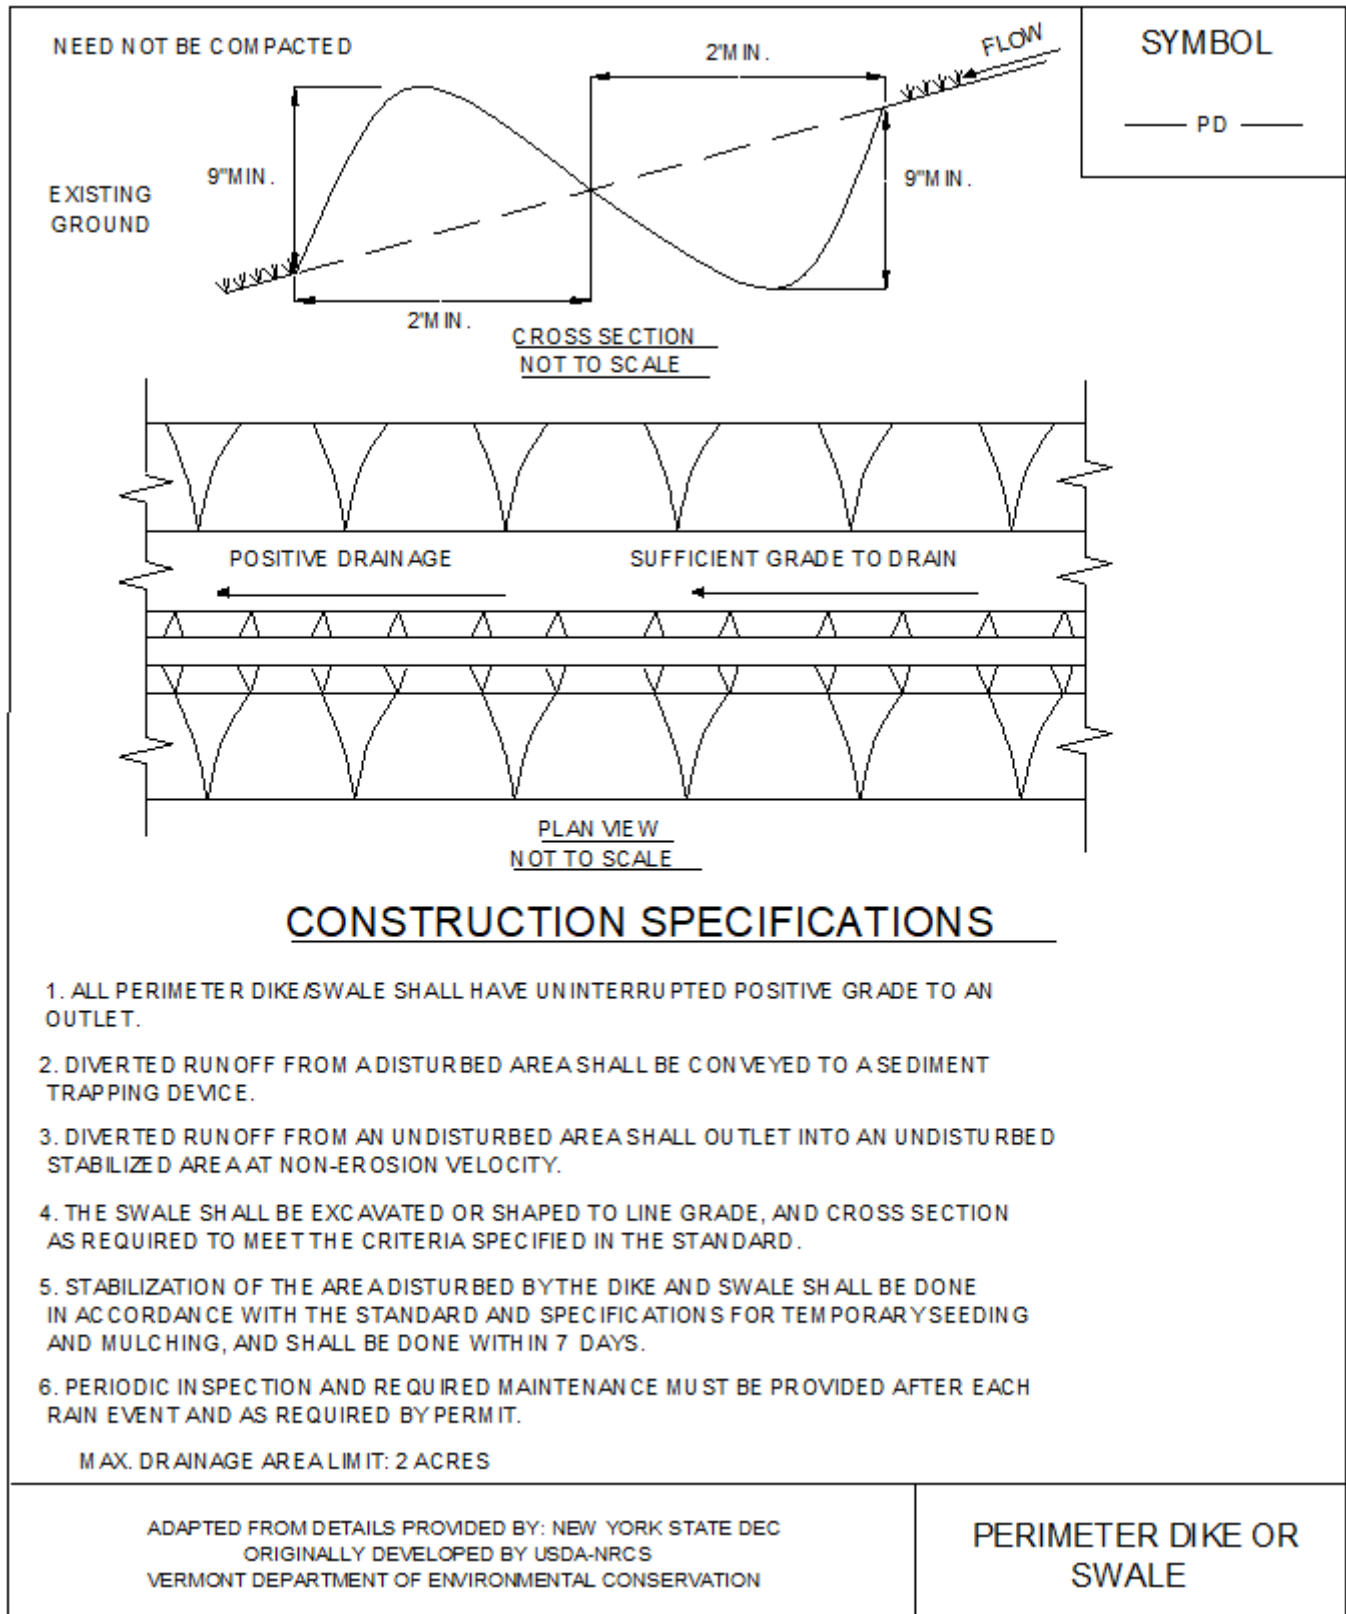 NEED NOT BE COMPACTED
2'MIN.
FLOW
SYMBOL
PD
9"MIN.
9"MIN.
EXISTING
GROUND
2'MIN.
CROSS SECTION
NOT TO SCALE
POSITIVE DRAINAGE
SUFFICIENT GRADE TO DRAIN
PLAN VIEW
NOT TO SCALE
CONSTRUCTION SPECIFICATIONS
1. ALL PERIMETER DIKE/SWALE SHALL HAVE UNINTERRUPTED POSITIVE GRADE TO AN
OUTLET.
2. DIVERTED RUNOFF FROM A DISTURBED AREA SHALL BE CONVEYED TO A SEDIMENT
TRAPPING DEVICE.
3. DIVERTED RUNOFF FROM AN UNDISTURBED AREA SHALL OUTLET INTO AN UNDISTURBED
STABILIZED AREA AT NON-EROSION VELOCITY.
4. THE SWALE SHALL BE EXCAVATED OR SHAPED TO LINE GRADE, AND CROSS SECTION
AS REQUIRED TO MEET THE CRITERIA SPECIFIED IN THE STANDARD.
5. STABILIZATION OF THE AREA DISTURBED BY THE DIKE AND SWALE SHALL BE DONE
IN ACCORDANCE WITH THE STANDARD AND SPECIFICATIONS FOR TEMPORARY SEEDING
AND MULCHING, AND SHALL BE DONE WITHIN 7 DAYS.
6. PERIODIC INSPECTION AND REQUIRED MAINTENANCE MUST BE PROVIDED AFTER EACH
RAIN EVENT AND AS REQUIRED BY PERMIT.
MAX. DRAINAGE AREA LIMIT: 2 ACRES
ADAPTED FROM DETAILS PROVIDED BY: NEW YORK STATE DEC
ORIGINALLY DEVELOPED BY USDA-NRCS
VERMONT DEPARTMENT OF ENVIRONMENTAL CONSERVATION
PERIMETER DIKE OR
SWALE